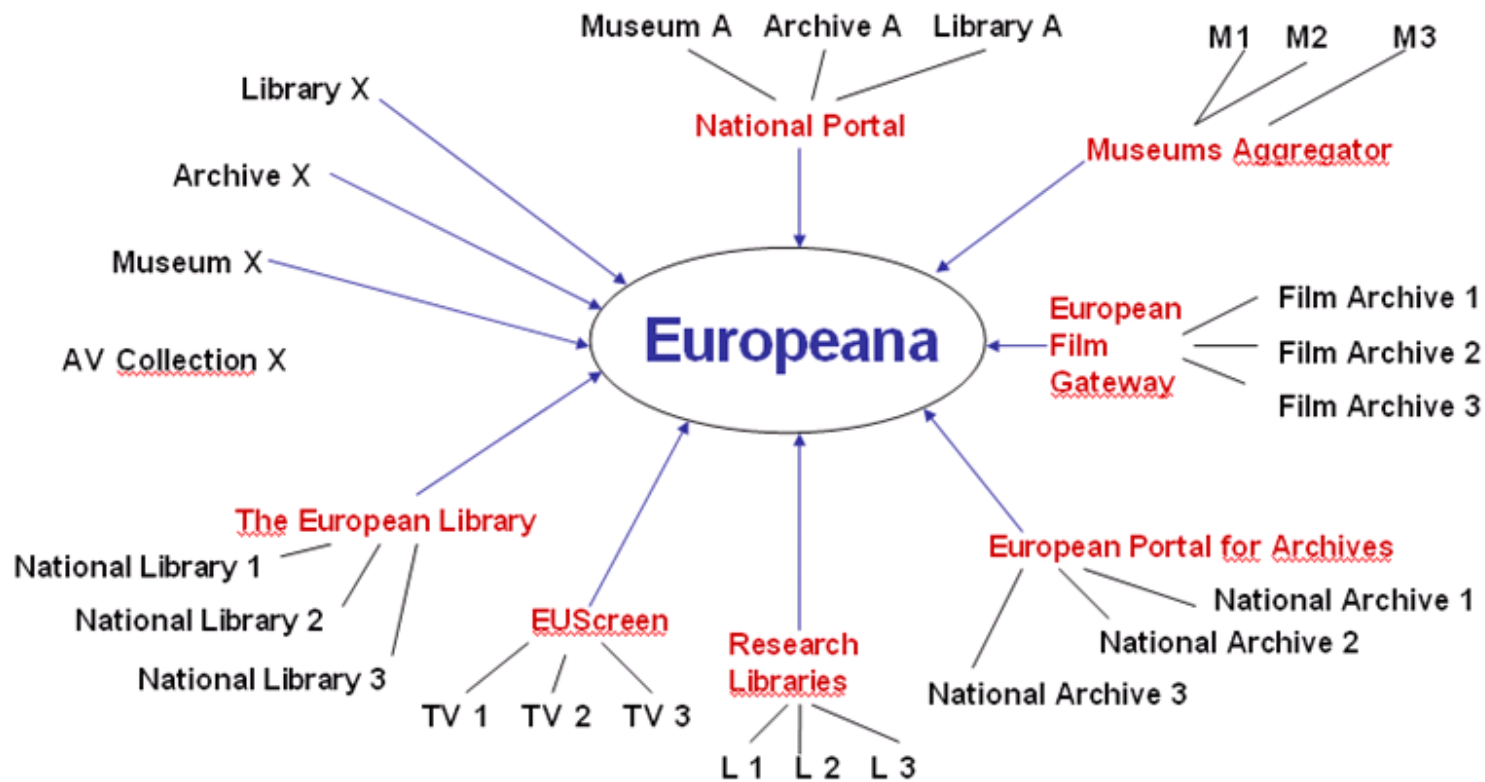 Museum A Archive A Library A
M1 M2 M3
Library X
National Portal
Museums Aggregator
Archive X
Museum X
AV Collection X
Europeana
European
Film
Gateway
Film Archive 1
Film Archive 2
Film Archive 3
The European Library
National Library 1
National Library 2
National Library 3
EUScreen
TV 1 TV 2 TV 3
Research
Libraries
L 1 L 2 L 3
European Portal for Archives
National Archive 1
National Archive 2
National Archive 3